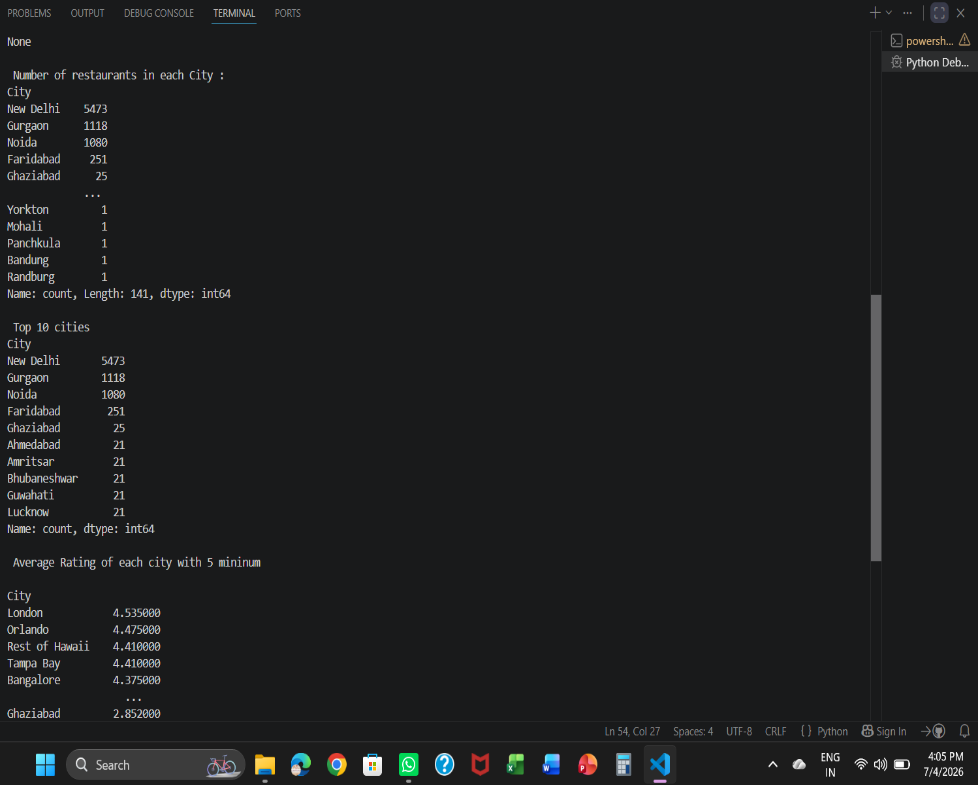 PROBLEMS OUTPUT DEBUG CONSOLE TERMINAL PORTS
powersh...
Python Deb...
None
Number of restaurants in each City :
City
New Delhi 5473
Gurgaon 1118
Noida 1080
Faridabad 251
Ghaziabad 25
...
Yorkton 1
Mohali 1
Panchkula 1
Bandung 1
Randburg 1
Name: count, Length: 141, dtype: int64
Top 10 cities
City
New Delhi 5473
Gurgaon 1118
Noida 1080
Faridabad 251
Ghaziabad 25
Ahmedabad 21
Amritsar 21
Bhubaneshwar 21
Guwahati 21
Lucknow 21
Name: count, dtype: int64
Average Rating of each city with 5 mininum
City
London 4.535000
Orlando 4.475000
Rest of Hawaii 4.410000
Tampa Bay 4.410000
Bangalore 4.375000
...
Ghaziabad 2.852000
Ln 54, Col 27 Spaces: 4 UTF-8 CRLF { } Python Sign In
Search
ENG
IN
4:05 PM
7/4/2026